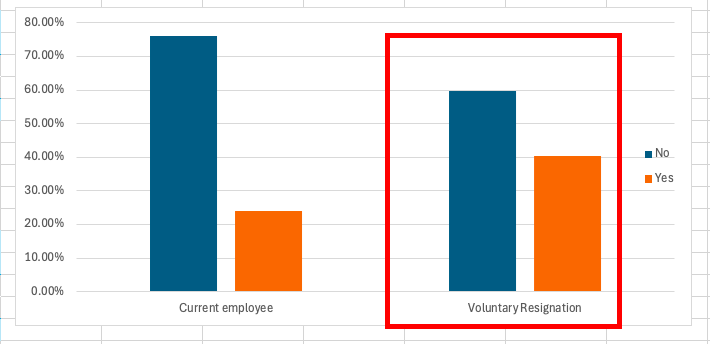 80.00%
70.00%
60.00%
50.00%
40.00%
30.00%
20.00%
10.00%
0.00%
Current employee
Voluntary Resignation
No
Yes